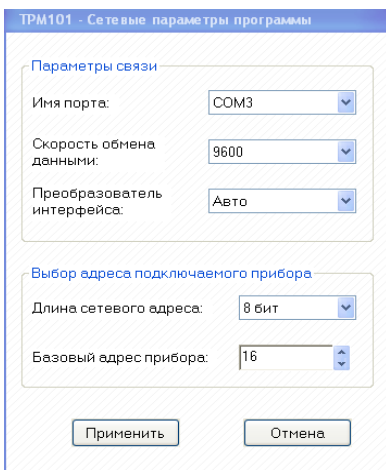 ТРМ101 - Сетевые параметры программы
Параметры связи
Имя порта: COM3
Скорость обмена
данными: 9600
Преобразователь
интерфейса: Авто
Выбор адреса подключаемого прибора
Длина сетевого адреса: 8 бит
Базовый адрес прибора: 16
Применить Отмена